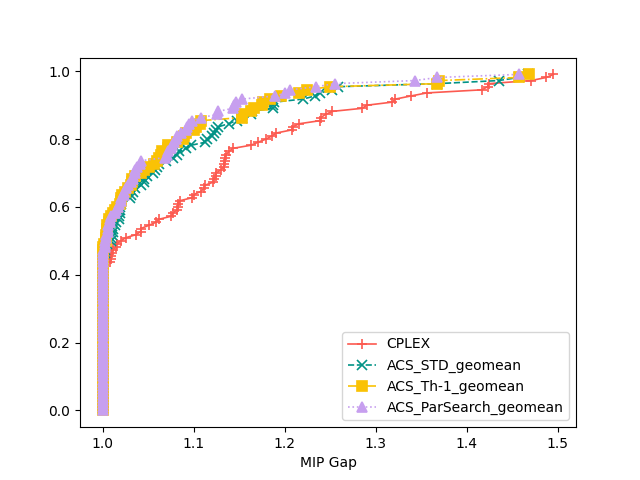 1.0
0.8
0.6
0.4
0.2
0.0
CPLEX
ACS_STD_geomean
ACS_Th-1_geomean
ACS_ParSearch_geomean
1.0 1.1 1.2 1.3 1.4 1.5
MIP Gap